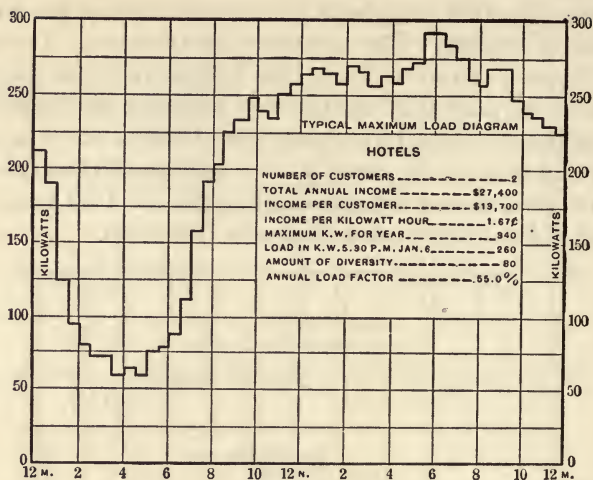 300
250
200
150
100
50
0
KILOWATTS
TYPICAL MAXIMUM LOAD DIAGRAM
HOTELS
NUMBER OF CUSTOMERS 2
TOTAL ANNUAL INCOME $27,400
INCOME PER CUSTOMER $13,700
INCOME PER KILOWATT HOUR 1.67¢
MAXIMUM K.W. FOR YEAR 340
LOAD IN K.W. 5.30 P.M. JAN. 6 260
AMOUNT OF DIVERSITY 80
ANNUAL LOAD FACTOR 55.0%
300
250
200
150
100
50
0
KILOWATTS
12 M. 2 4 6 8 10 12 N. 2 4 6 8 10 12 M.